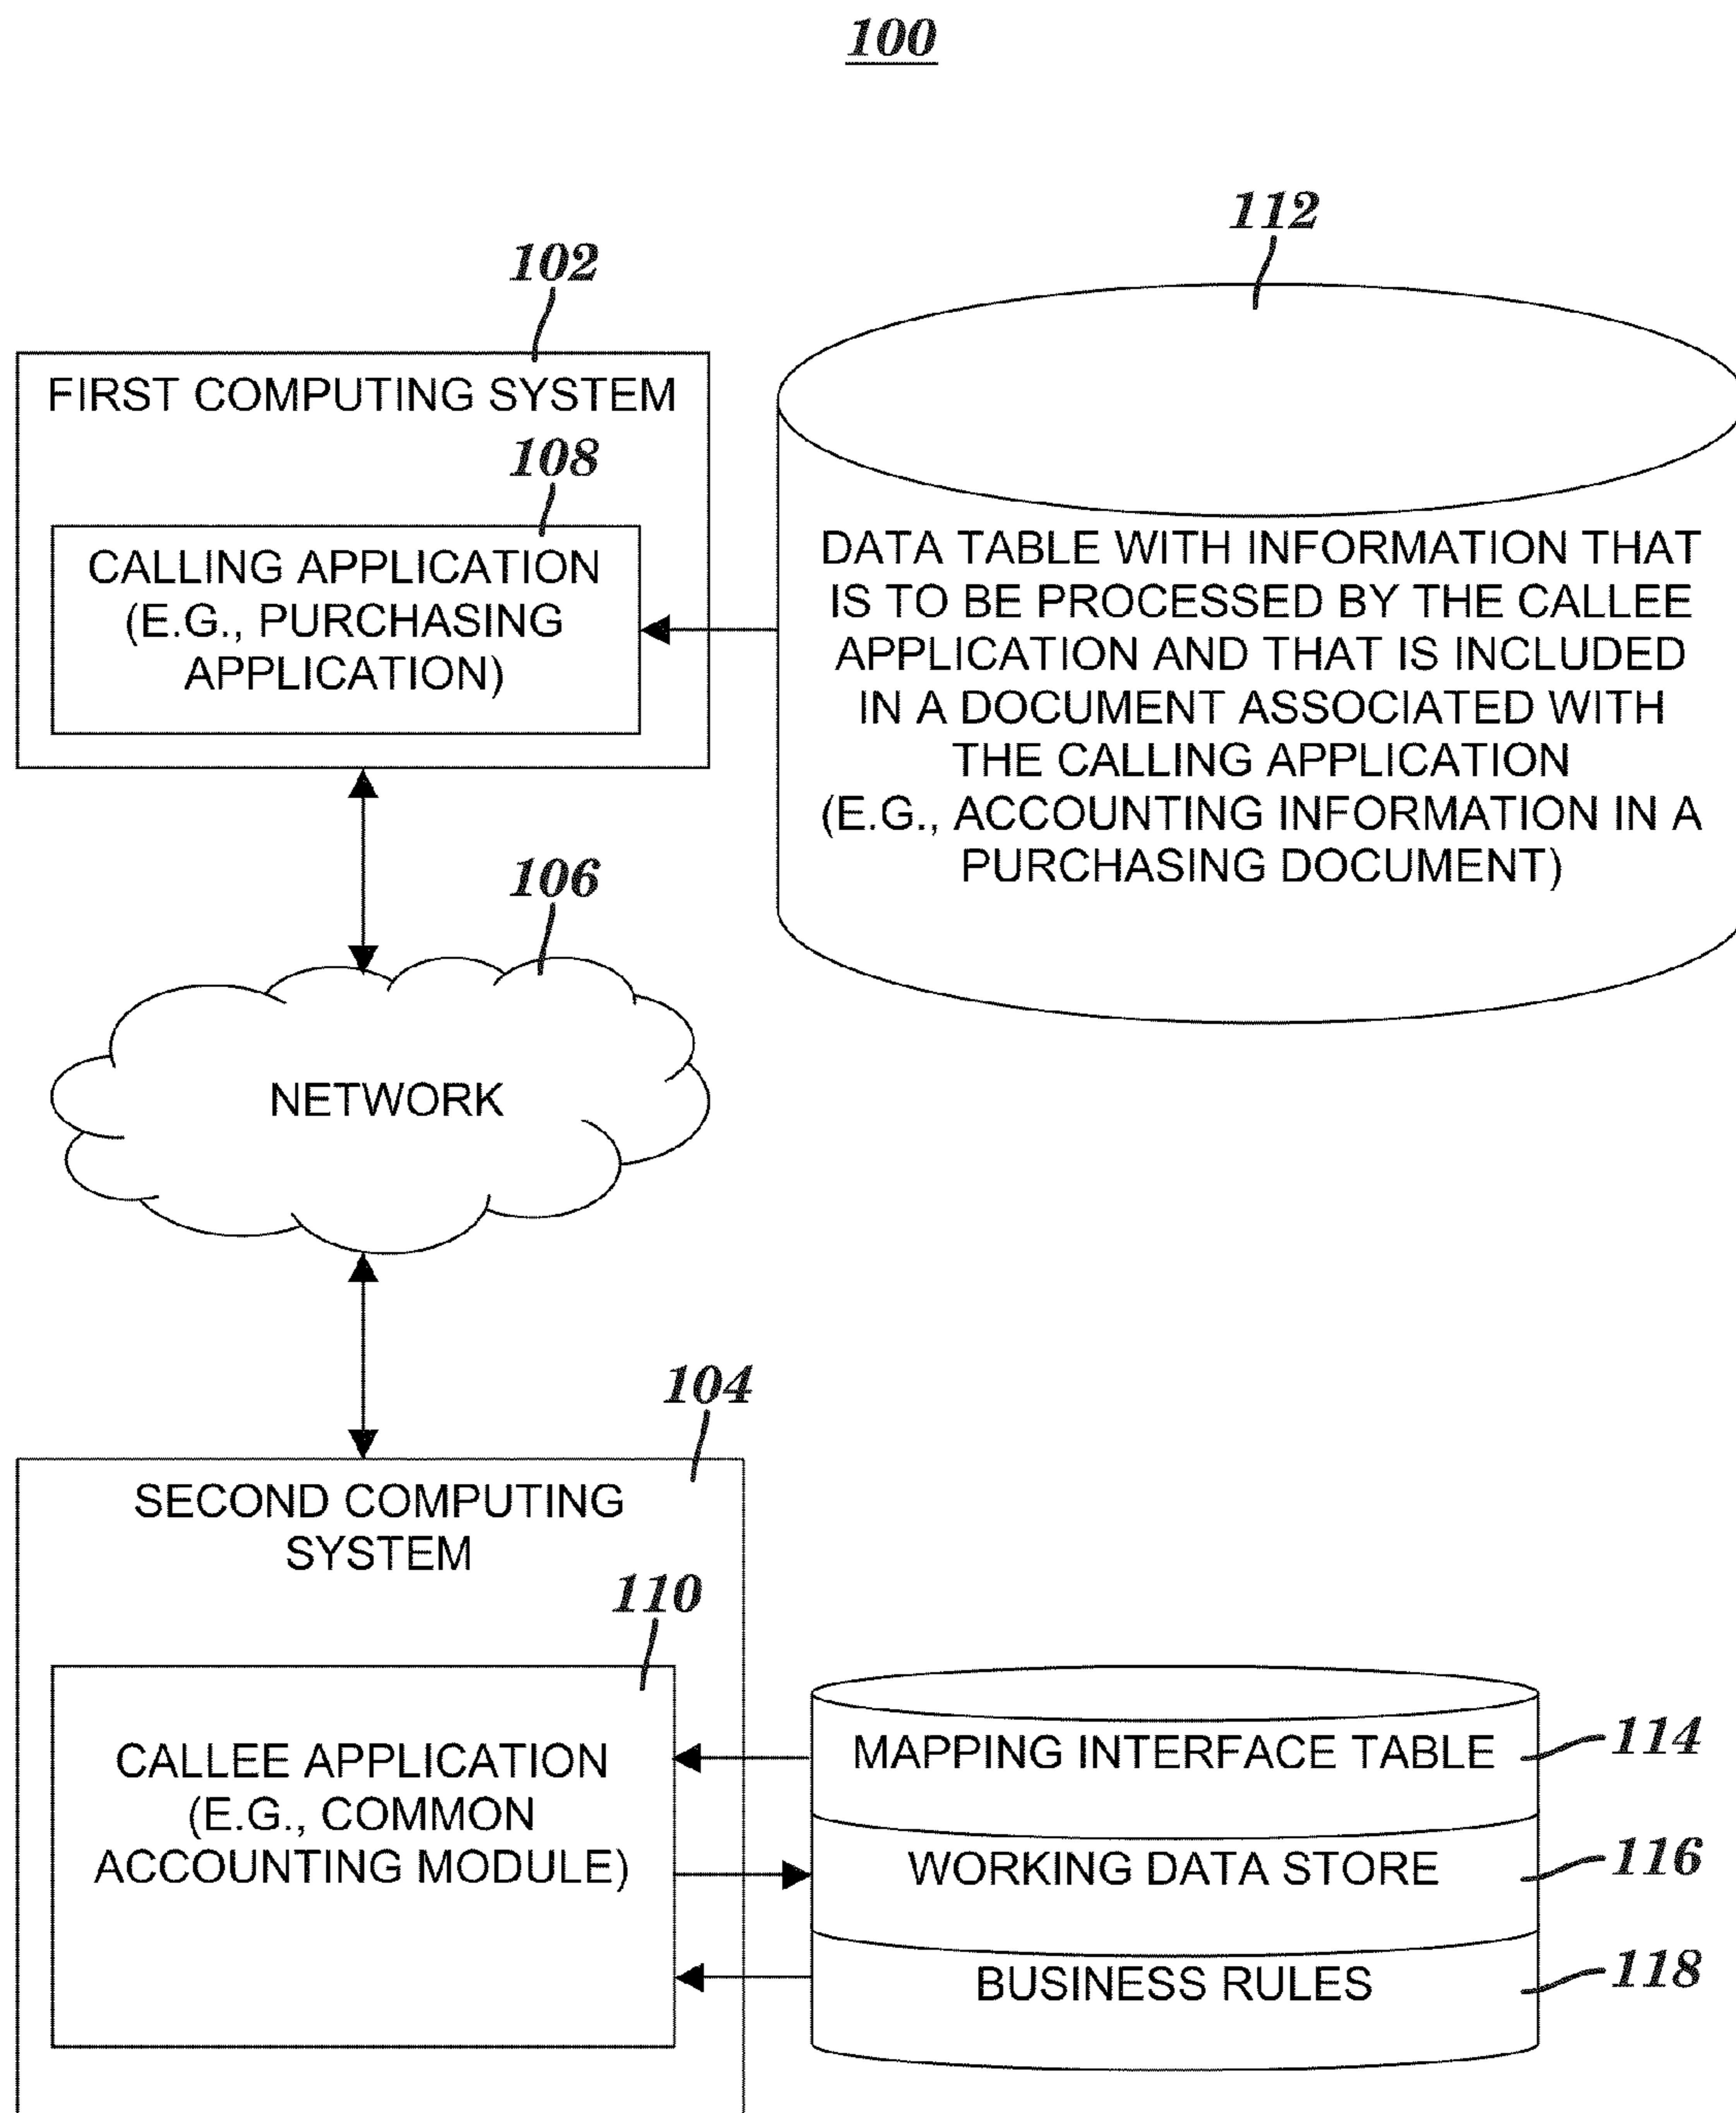 100
112
102
FIRST COMPUTING SYSTEM
108
CALLING APPLICATION
(E.G., PURCHASING
APPLICATION)
DATA TABLE WITH INFORMATION THAT
IS TO BE PROCESSED BY THE CALLEE
APPLICATION AND THAT IS INCLUDED
IN A DOCUMENT ASSOCIATED WITH
THE CALLING APPLICATION
(E.G., ACCOUNTING INFORMATION IN A
PURCHASING DOCUMENT)
106
NETWORK
104
SECOND COMPUTING
SYSTEM
110
CALLEE APPLICATION
(E.G., COMMON
ACCOUNTING MODULE)
MAPPING INTERFACE TABLE
114
WORKING DATA STORE
116
BUSINESS RULES
118